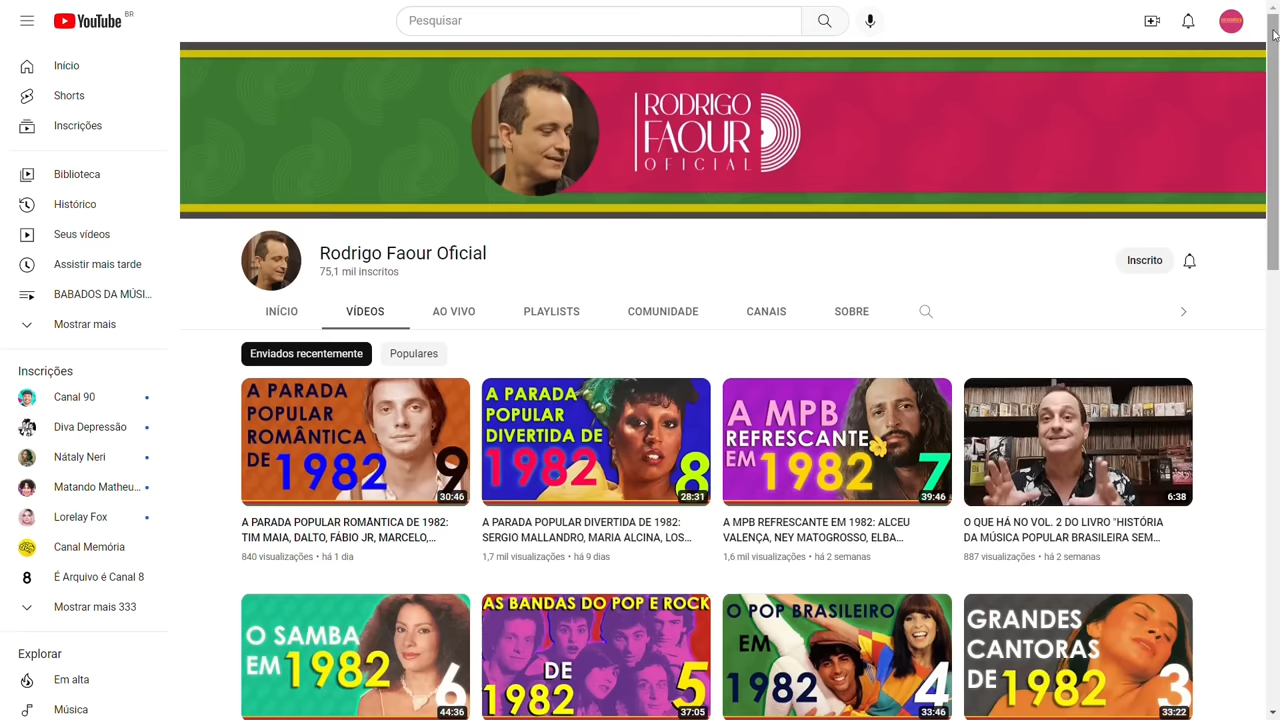 YouTube BR
Pesquisar
Início
Shorts
Inscrições
Biblioteca
Histórico
Seus vídeos
Assistir mais tarde
BABADOS DA MÚSI...
Mostrar mais
Inscrições
Canal 90
Diva Depressão
Nátaly Neri
Matando Matheu...
Lorelay Fox
Canal Memória
8 É Arquivo é Canal 8
Mostrar mais 333
Explorar
Em alta
Música
RODRIGO
FAOUR
OFICIAL
Rodrigo Faour Oficial
75,1 mil inscritos
Inscrito
INÍCIO VÍDEOS AO VIVO PLAYLISTS COMUNIDADE CANAIS SOBRE
Enviados recentemente Populares
A PARADA
POPULAR
ROMÂNTICA
DE 1982
9
30:46
A PARADA POPULAR ROMÂNTICA DE 1982:
TIM MAIA, DALTO, FÁBIO JR, MARCELO,...
840 visualizações • há 1 dia
A PARADA
POPULAR
DIVERTIDA DE
1982
8
28:31
A PARADA POPULAR DIVERTIDA DE 1982:
SERGIO MALLANDRO, MARIA ALCINA, LOS...
1,7 mil visualizações • há 9 dias
A MPB
REFRESCANTE
EM 1982
7
39:46
A MPB REFRESCANTE EM 1982: ALCEU
VALENÇA, NEY MATOGROSSO, ELBA...
1,6 mil visualizações • há 2 semanas
6:38
O QUE HÁ NO VOL. 2 DO LIVRO "HISTÓRIA
DA MÚSICA POPULAR BRASILEIRA SEM...
887 visualizações • há 2 semanas
O SAMBA
EM 1982
6
44:36
AS BANDAS DO POP E ROCK
DE
1982
5
37:05
O POP BRASILEIRO
EM
1982
4
33:46
GRANDES
CANTORAS
DE 1982
3
33:22